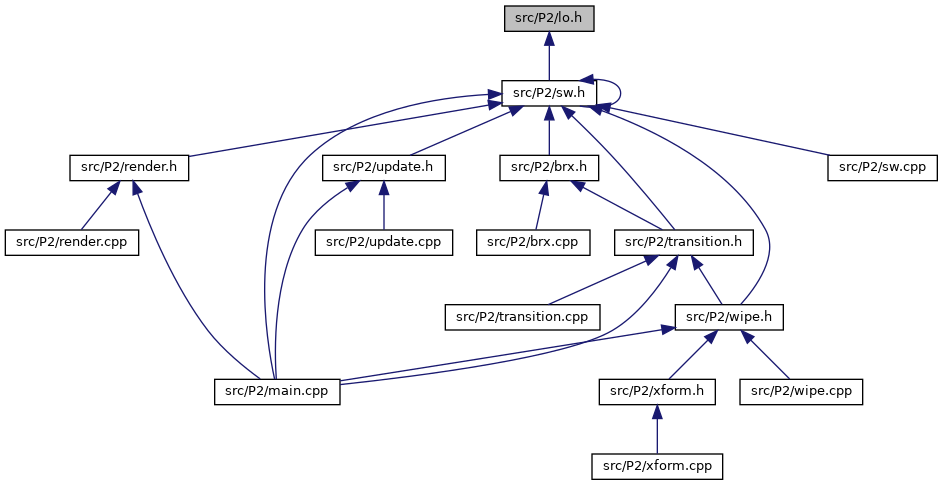 src/P2/lo.h
src/P2/sw.h
src/P2/render.h
src/P2/update.h
src/P2/brx.h
src/P2/sw.cpp
src/P2/render.cpp
src/P2/update.cpp
src/P2/brx.cpp
src/P2/transition.h
src/P2/transition.cpp
src/P2/wipe.h
src/P2/main.cpp
src/P2/xform.h
src/P2/wipe.cpp
src/P2/xform.cpp